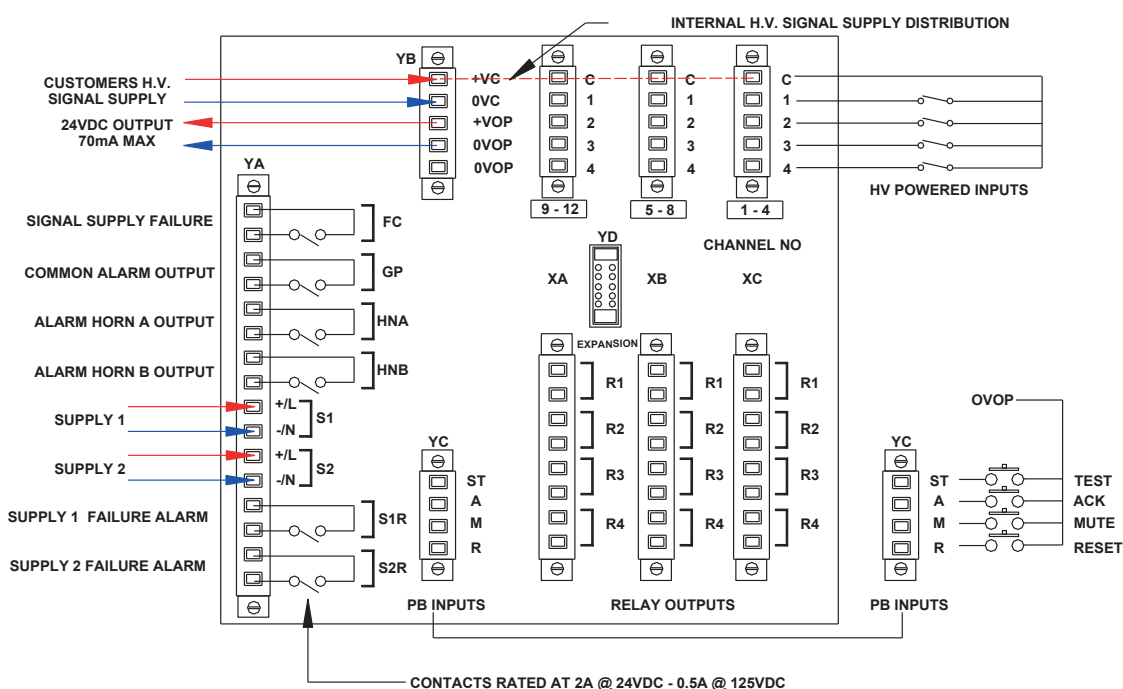 INTERNAL H.V. SIGNAL SUPPLY DISTRIBUTION
YB
CUSTOMERS H.V.
SIGNAL SUPPLY
24VDC OUTPUT
70mA MAX
+VC
0VC
+VOP
0VOP
0VOP
C
1
2
3
4
9 - 12
C
1
2
3
4
5 - 8
C
1
2
3
4
1 - 4
HV POWERED INPUTS
CHANNEL NO
YA
SIGNAL SUPPLY FAILURE
FC
COMMON ALARM OUTPUT
GP
ALARM HORN A OUTPUT
HNA
ALARM HORN B OUTPUT
HNB
SUPPLY 1
+/L
-/N
S1
SUPPLY 2
+/L
-/N
S2
SUPPLY 1 FAILURE ALARM
S1R
SUPPLY 2 FAILURE ALARM
S2R
YD
EXPANSION
XA
XB
XC
R1
R2
R3
R4
R1
R2
R3
R4
R1
R2
R3
R4
RELAY OUTPUTS
YC
ST
A
M
R
PB INPUTS
OVOP
YC
ST
A
M
R
TEST
ACK
MUTE
RESET
PB INPUTS
CONTACTS RATED AT 2A @ 24VDC - 0.5A @ 125VDC